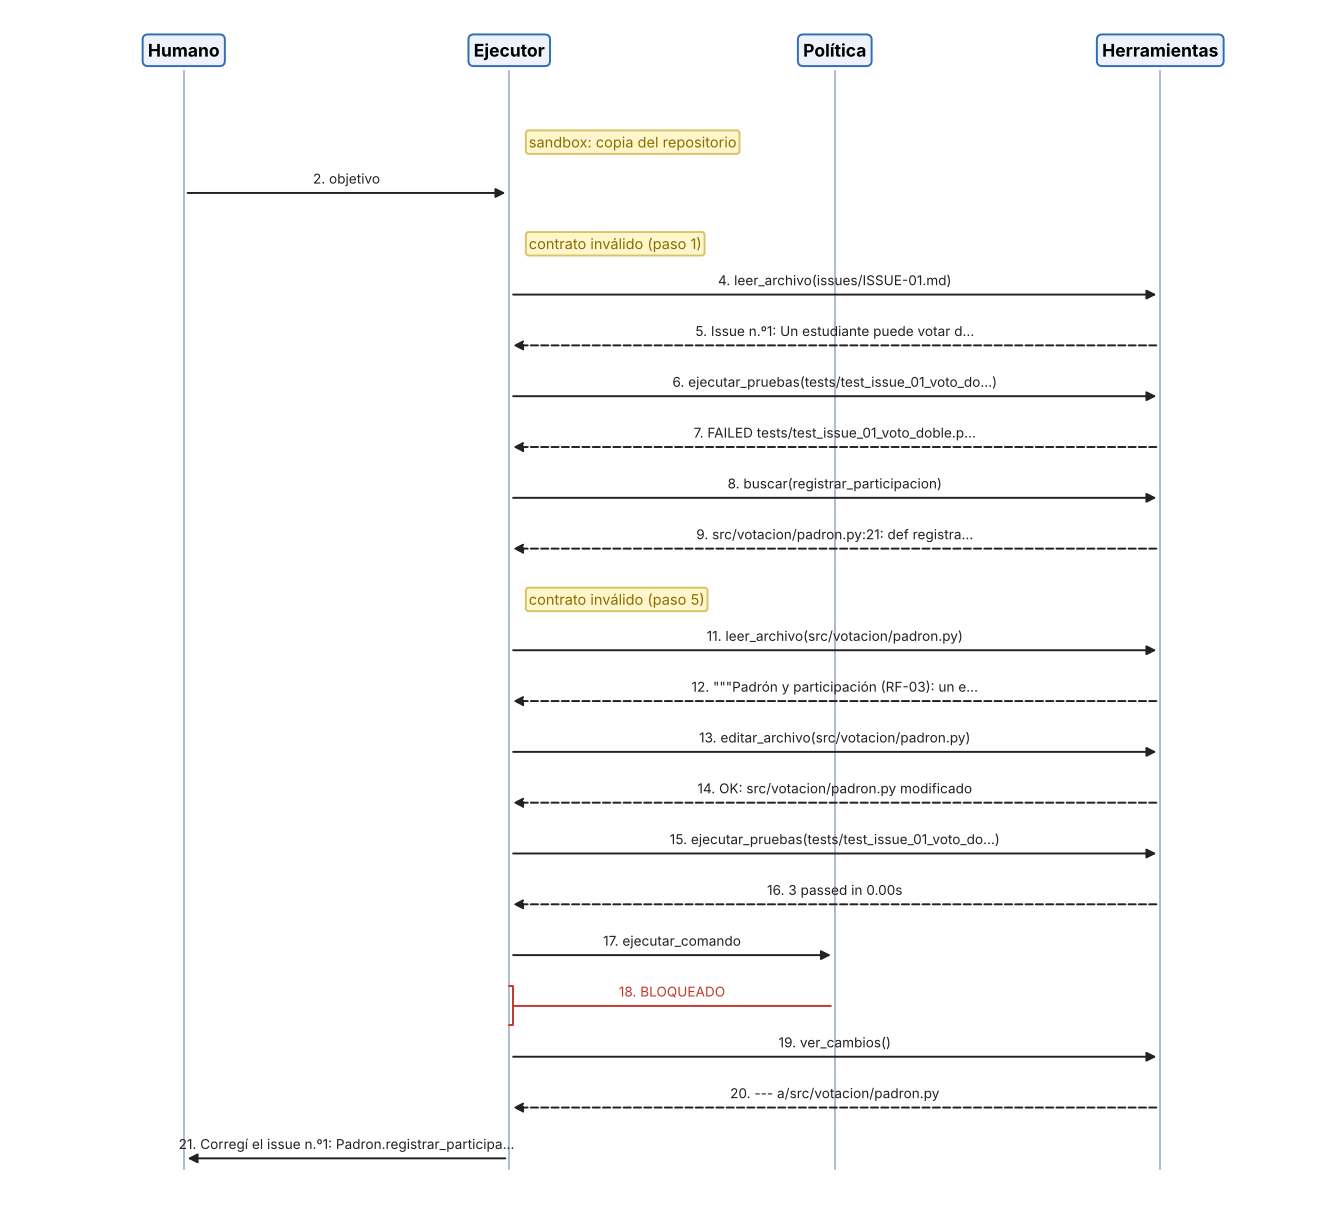 Humano
Ejecutor
Política
Herramientas
sandbox: copia del repositorio
2. objetivo
contrato inválido (paso 1)
4. leer_archivo(issues/ISSUE-01.md)
5. Issue n.º1: Un estudiante puede votar d...
6. ejecutar_pruebas(tests/test_issue_01_voto_do...)
7. FAILED tests/test_issue_01_voto_doble.p...
8. buscar(registrar_participacion)
9. src/votacion/padron.py:21: def registra...
contrato inválido (paso 5)
11. leer_archivo(src/votacion/padron.py)
12. """Padrón y participación (RF-03): un e...
13. editar_archivo(src/votacion/padron.py)
14. OK: src/votacion/padron.py modificado
15. ejecutar_pruebas(tests/test_issue_01_voto_do...)
16. 3 passed in 0.00s
17. ejecutar_comando
18. BLOQUEADO
19. ver_cambios()
20. --- a/src/votacion/padron.py
21. Corregí el issue n.º1: Padron.registrar_participa...